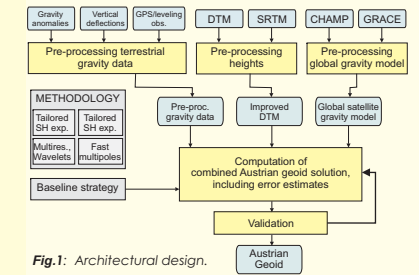 Gravity
anomalies
Vertical
deflections
GPS/leveling
obs.
DTM
SRTM
CHAMP
GRACE
Pre-processing terrestrial
gravity data
Pre-processing
heights
Pre-processing
global gravity model
METHODOLOGY
Tailored
SH exp.
Tailored
SH exp.
Multires.,
Wavelets
Fast
multipoles
Pre-proc.
gravity data
Improved
DTM
Global satellite
gravity model
Baseline strategy
Computation of
combined Austrian geoid solution,
including error estimates
Validation
Austrian
Geoid
Fig.1: Architectural design.